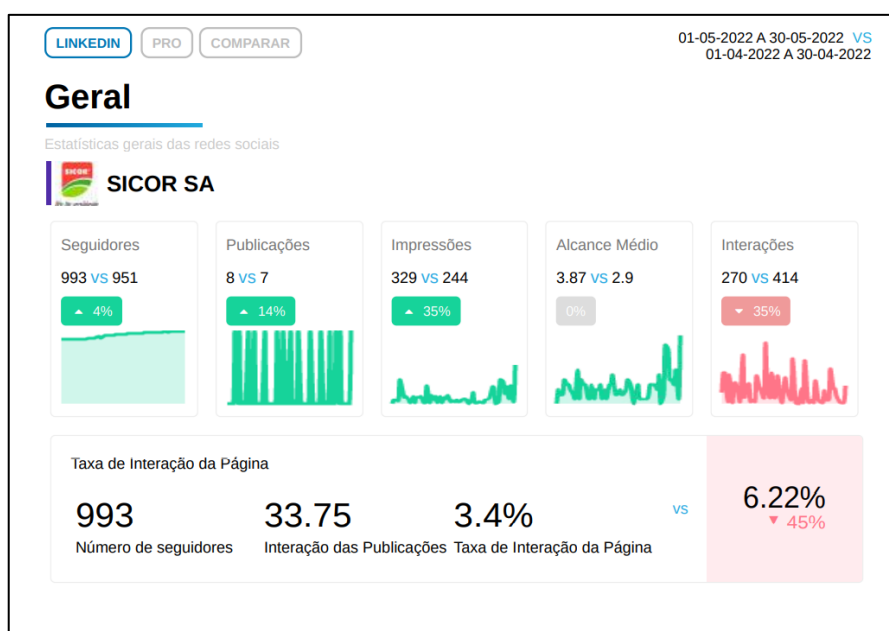 LINKEDIN PRO COMPARAR
01-05-2022 A 30-05-2022 VS
01-04-2022 A 30-04-2022
Geral
Estatísticas gerais das redes sociais
SICOR
SICOR SA
Seguidores Publicações Impressões Alcance Médio Interações
993 vs 951 8 vs 7 329 vs 244 3.87 vs 2.9 270 vs 414
▲ 4% ▲ 14% ▲ 35% 0% ▼ 35%
Taxa de Interação da Página
993 33.75 3.4% vs 6.22%
▼ 45%
Número de seguidores Interação das Publicações Taxa de Interação da Página